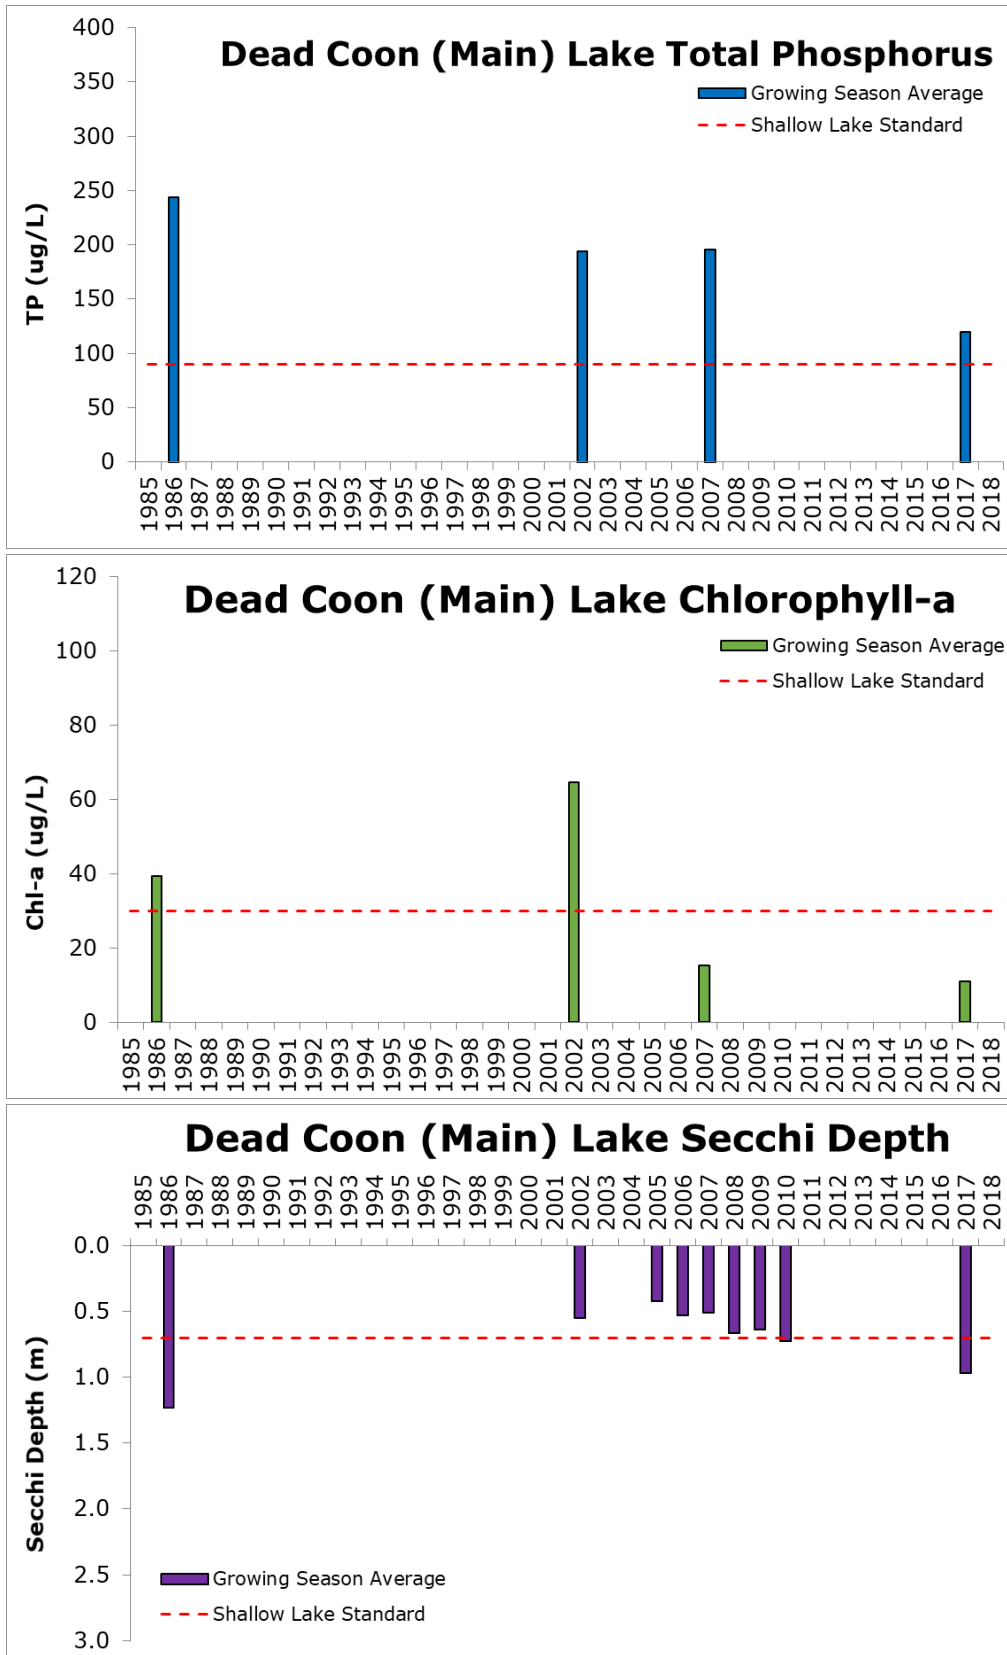 Dead Coon (Main) Lake Total Phosphorus
Growing Season Average
Shallow Lake Standard
TP (ug/L)
400
350
300
250
200
150
100
50
0
1985 1986 1987 1988 1989 1990 1991 1992 1993 1994 1995 1996 1997 1998 1999 2000 2001 2002 2003 2004 2005 2006 2007 2008 2009 2010 2011 2012 2013 2014 2015 2016 2017 2018
Dead Coon (Main) Lake Chlorophyll-a
Growing Season Average
Shallow Lake Standard
Chl-a (ug/L)
120
100
80
60
40
20
0
1985 1986 1987 1988 1989 1990 1991 1992 1993 1994 1995 1996 1997 1998 1999 2000 2001 2002 2003 2004 2005 2006 2007 2008 2009 2010 2011 2012 2013 2014 2015 2016 2017 2018
Dead Coon (Main) Lake Secchi Depth
1985 1986 1987 1988 1989 1990 1991 1992 1993 1994 1995 1996 1997 1998 1999 2000 2001 2002 2003 2004 2005 2006 2007 2008 2009 2010 2011 2012 2013 2014 2015 2016 2017 2018
Secchi Depth (m)
0.0
0.5
1.0
1.5
2.0
2.5
3.0
Growing Season Average
Shallow Lake Standard